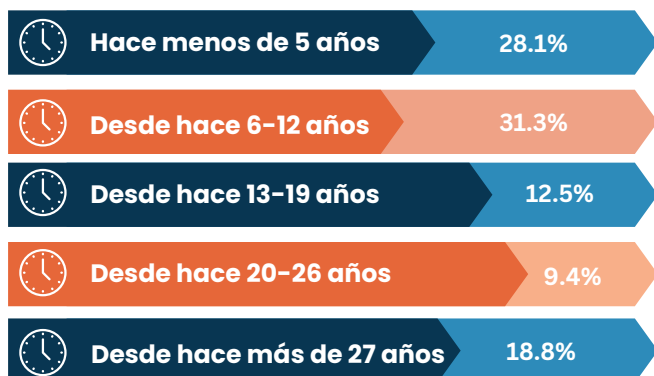 Hace menos de 5 años 28.1%
Desde hace 6-12 años 31.3%
Desde hace 13-19 años 12.5%
Desde hace 20-26 años 9.4%
Desde hace más de 27 años 18.8%